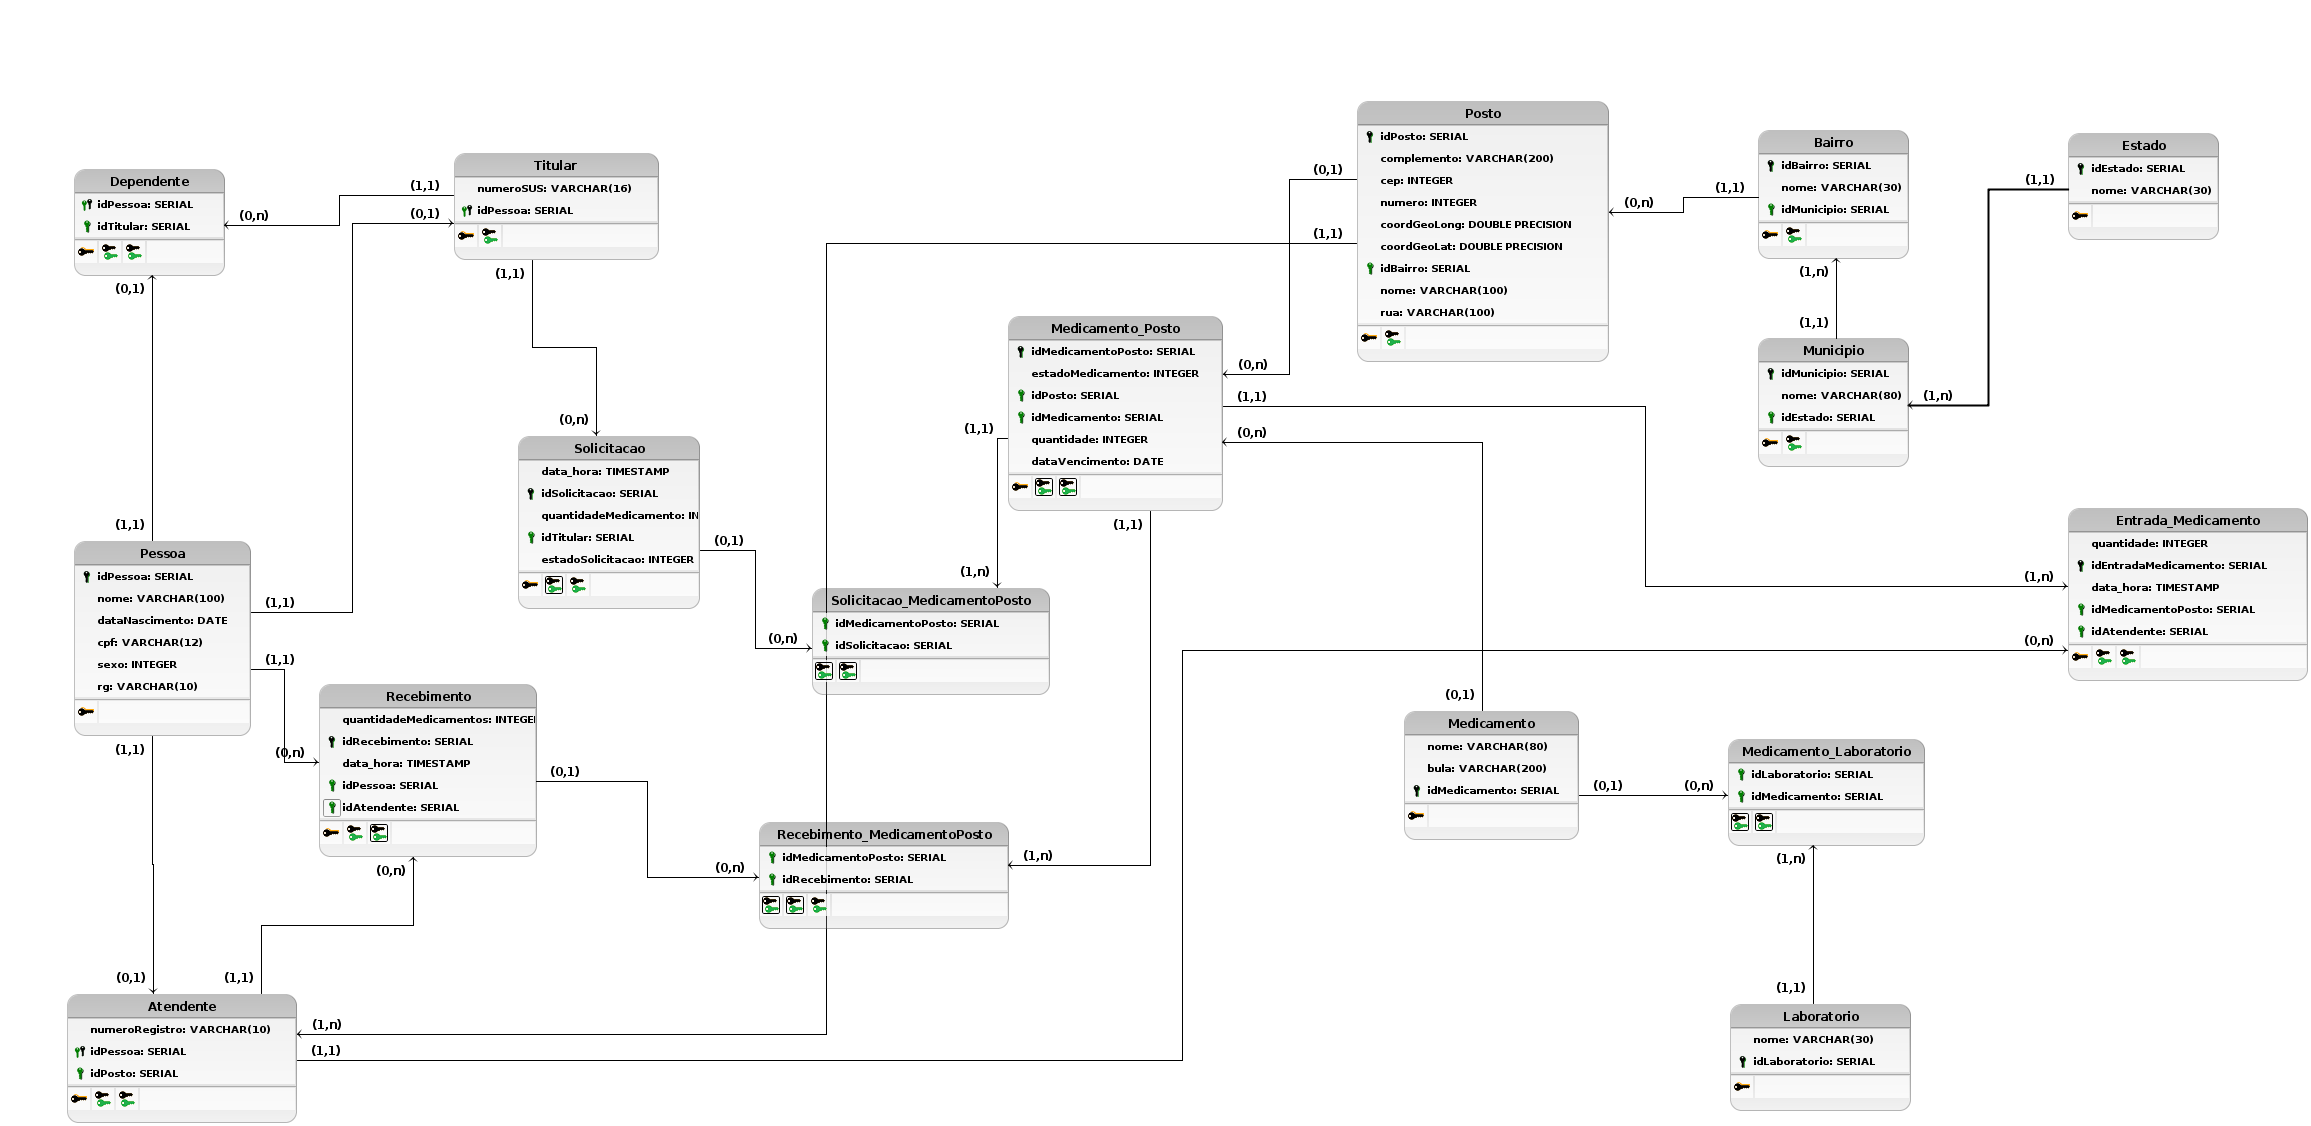 Posto
idPosto: SERIAL
complemento: VARCHAR(200)
cep: INTEGER
numero: INTEGER
coordGeoLong: DOUBLE PRECISION
coordGeoLat: DOUBLE PRECISION
idBairro: SERIAL
nome: VARCHAR(100)
rua: VARCHAR(100)
(0,1)
(1,1)
Bairro
idBairro: SERIAL
nome: VARCHAR(30)
idMunicipio: SERIAL
(1,1)
(0,n)
(1,n)
Estado
idEstado: SERIAL
nome: VARCHAR(30)
(1,1)
Titular
numeroSUS: VARCHAR(16)
idPessoa: SERIAL
(1,1)
(0,1)
(1,1)
Dependente
idPessoa: SERIAL
idTitular: SERIAL
(0,n)
(0,1)
Medicamento_Posto
idMedicamentoPosto: SERIAL
estadoMedicamento: INTEGER
idPosto: SERIAL
idMedicamento: SERIAL
quantidade: INTEGER
dataVencimento: DATE
(0,n)
(1,1)
(0,n)
(1,1)
(1,1)
(1,1)
Municipio
idMunicipio: SERIAL
nome: VARCHAR(80)
idEstado: SERIAL
(1,n)
(0,n)
Solicitacao
data_hora: TIMESTAMP
idSolicitacao: SERIAL
quantidadeMedicamento: IN
idTitular: SERIAL
estadoSolicitacao: INTEGER
(0,1)
Entrada_Medicamento
quantidade: INTEGER
idEntradaMedicamento: SERIAL
data_hora: TIMESTAMP
idMedicamentoPosto: SERIAL
idAtendente: SERIAL
(1,n)
(0,n)
(1,1)
Pessoa
idPessoa: SERIAL
nome: VARCHAR(100)
dataNascimento: DATE
cpf: VARCHAR(12)
sexo: INTEGER
rg: VARCHAR(10)
(1,1)
(1,1)
(1,1)
(1,n)
Solicitacao_MedicamentoPosto
idMedicamentoPosto: SERIAL
idSolicitacao: SERIAL
(0,n)
Recebimento
quantidadeMedicamentos: INTEGE
idRecebimento: SERIAL
data_hora: TIMESTAMP
idPessoa: SERIAL
idAtendente: SERIAL
(0,n)
(0,1)
(0,n)
(0,1)
Medicamento
nome: VARCHAR(80)
bula: VARCHAR(200)
idMedicamento: SERIAL
(0,1)
(0,n)
Medicamento_Laboratorio
idLaboratorio: SERIAL
idMedicamento: SERIAL
(1,n)
Recebimento_MedicamentoPosto
idMedicamentoPosto: SERIAL
idRecebimento: SERIAL
(0,n)
(1,n)
(0,1)
(1,1)
Atendente
numeroRegistro: VARCHAR(10)
idPessoa: SERIAL
idPosto: SERIAL
(1,n)
(1,1)
(1,1)
Laboratorio
nome: VARCHAR(30)
idLaboratorio: SERIAL